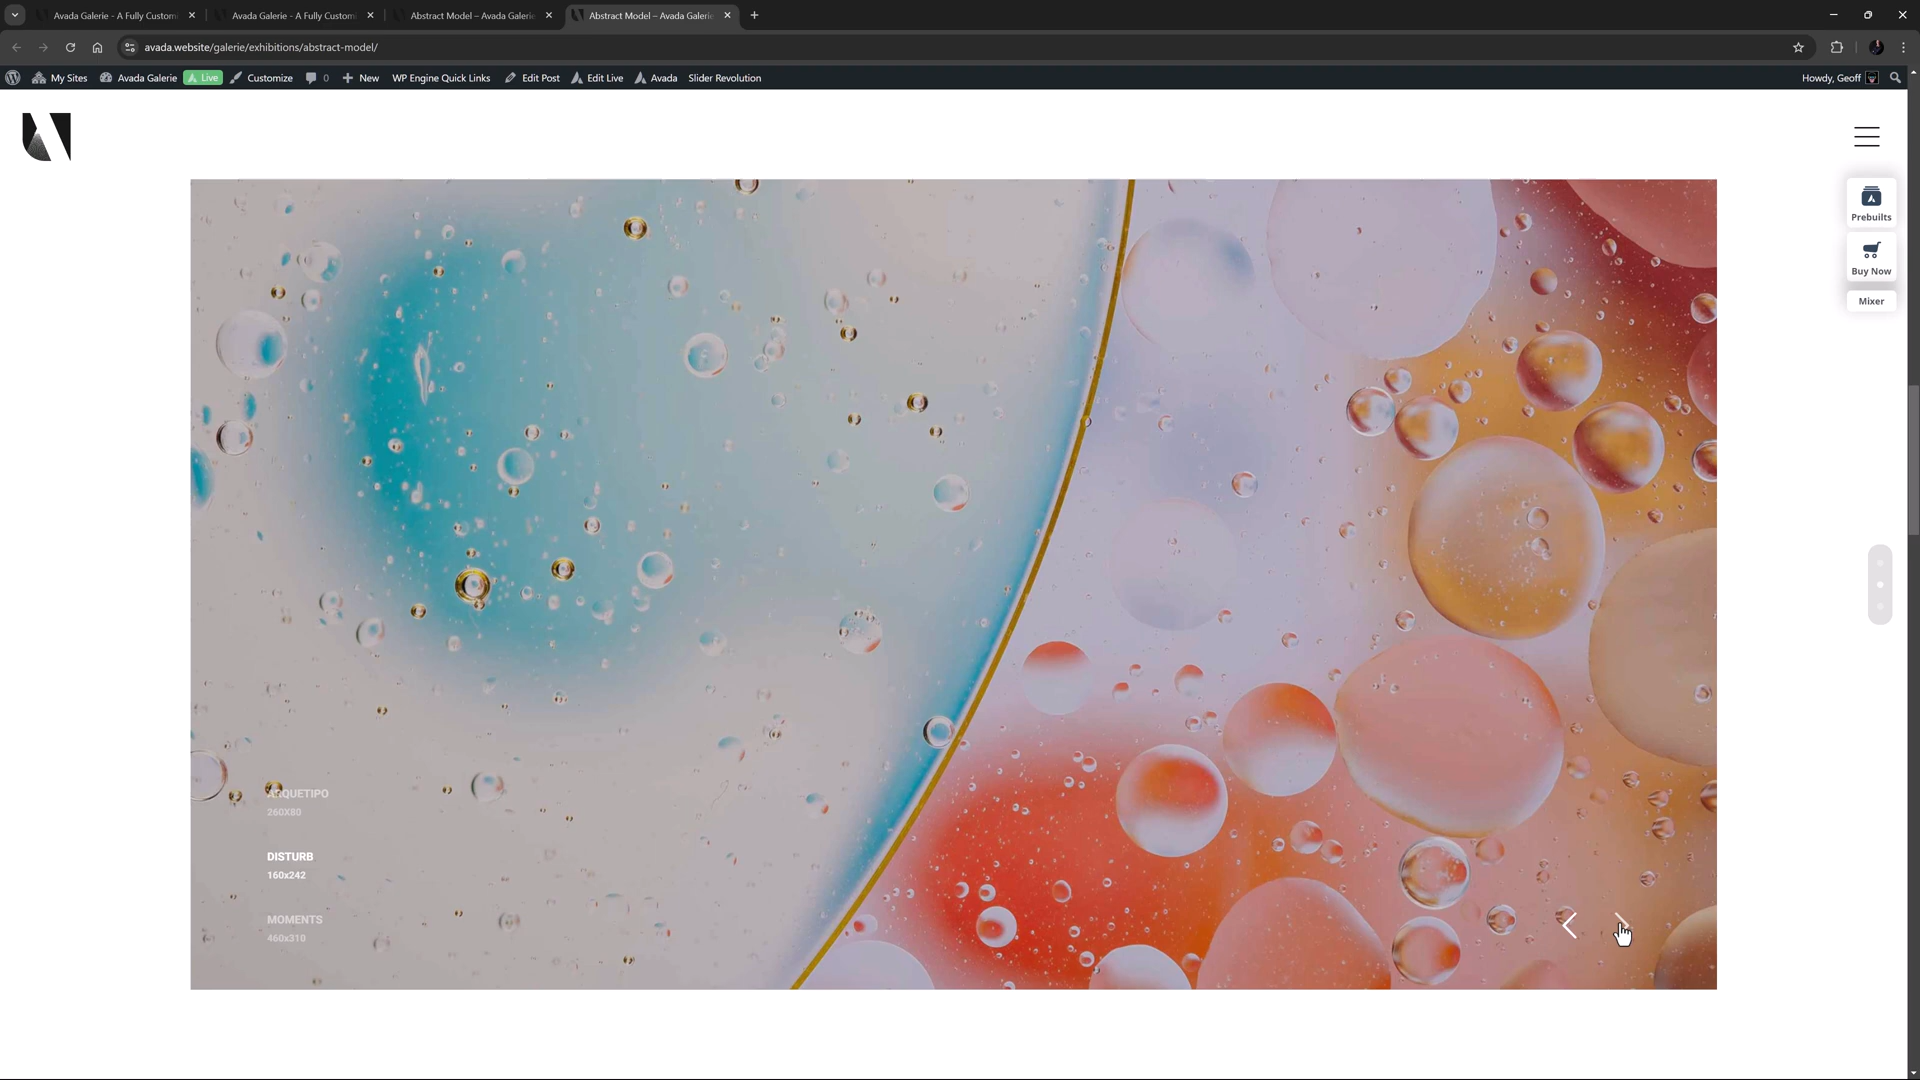 Avada Galerie - A Fully Custom
Avada Galerie - A Fully Custom
Abstract Model – Avada Galerie
Abstract Model – Avada Galerie
avada.website/galerie/exhibitions/abstract-model/
My Sites
Avada Galerie
Live
Customize
0
New
WP Engine Quick Links
Edit Post
Edit Live
Avada
Slider Revolution
Howdy, Geoff
Prebuilts
Buy Now
Mixer
ARQUETIPO
260X80
DISTURB
160x242
MOMENTS
460x310